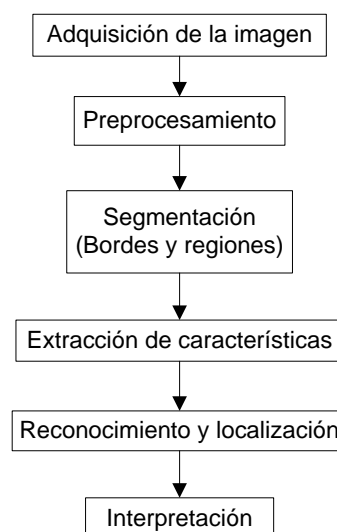 Adquisición de la imagen
Preprocesamiento
Segmentación
(Bordes y regiones)
Extracción de características
Reconocimiento y localización
Interpretación